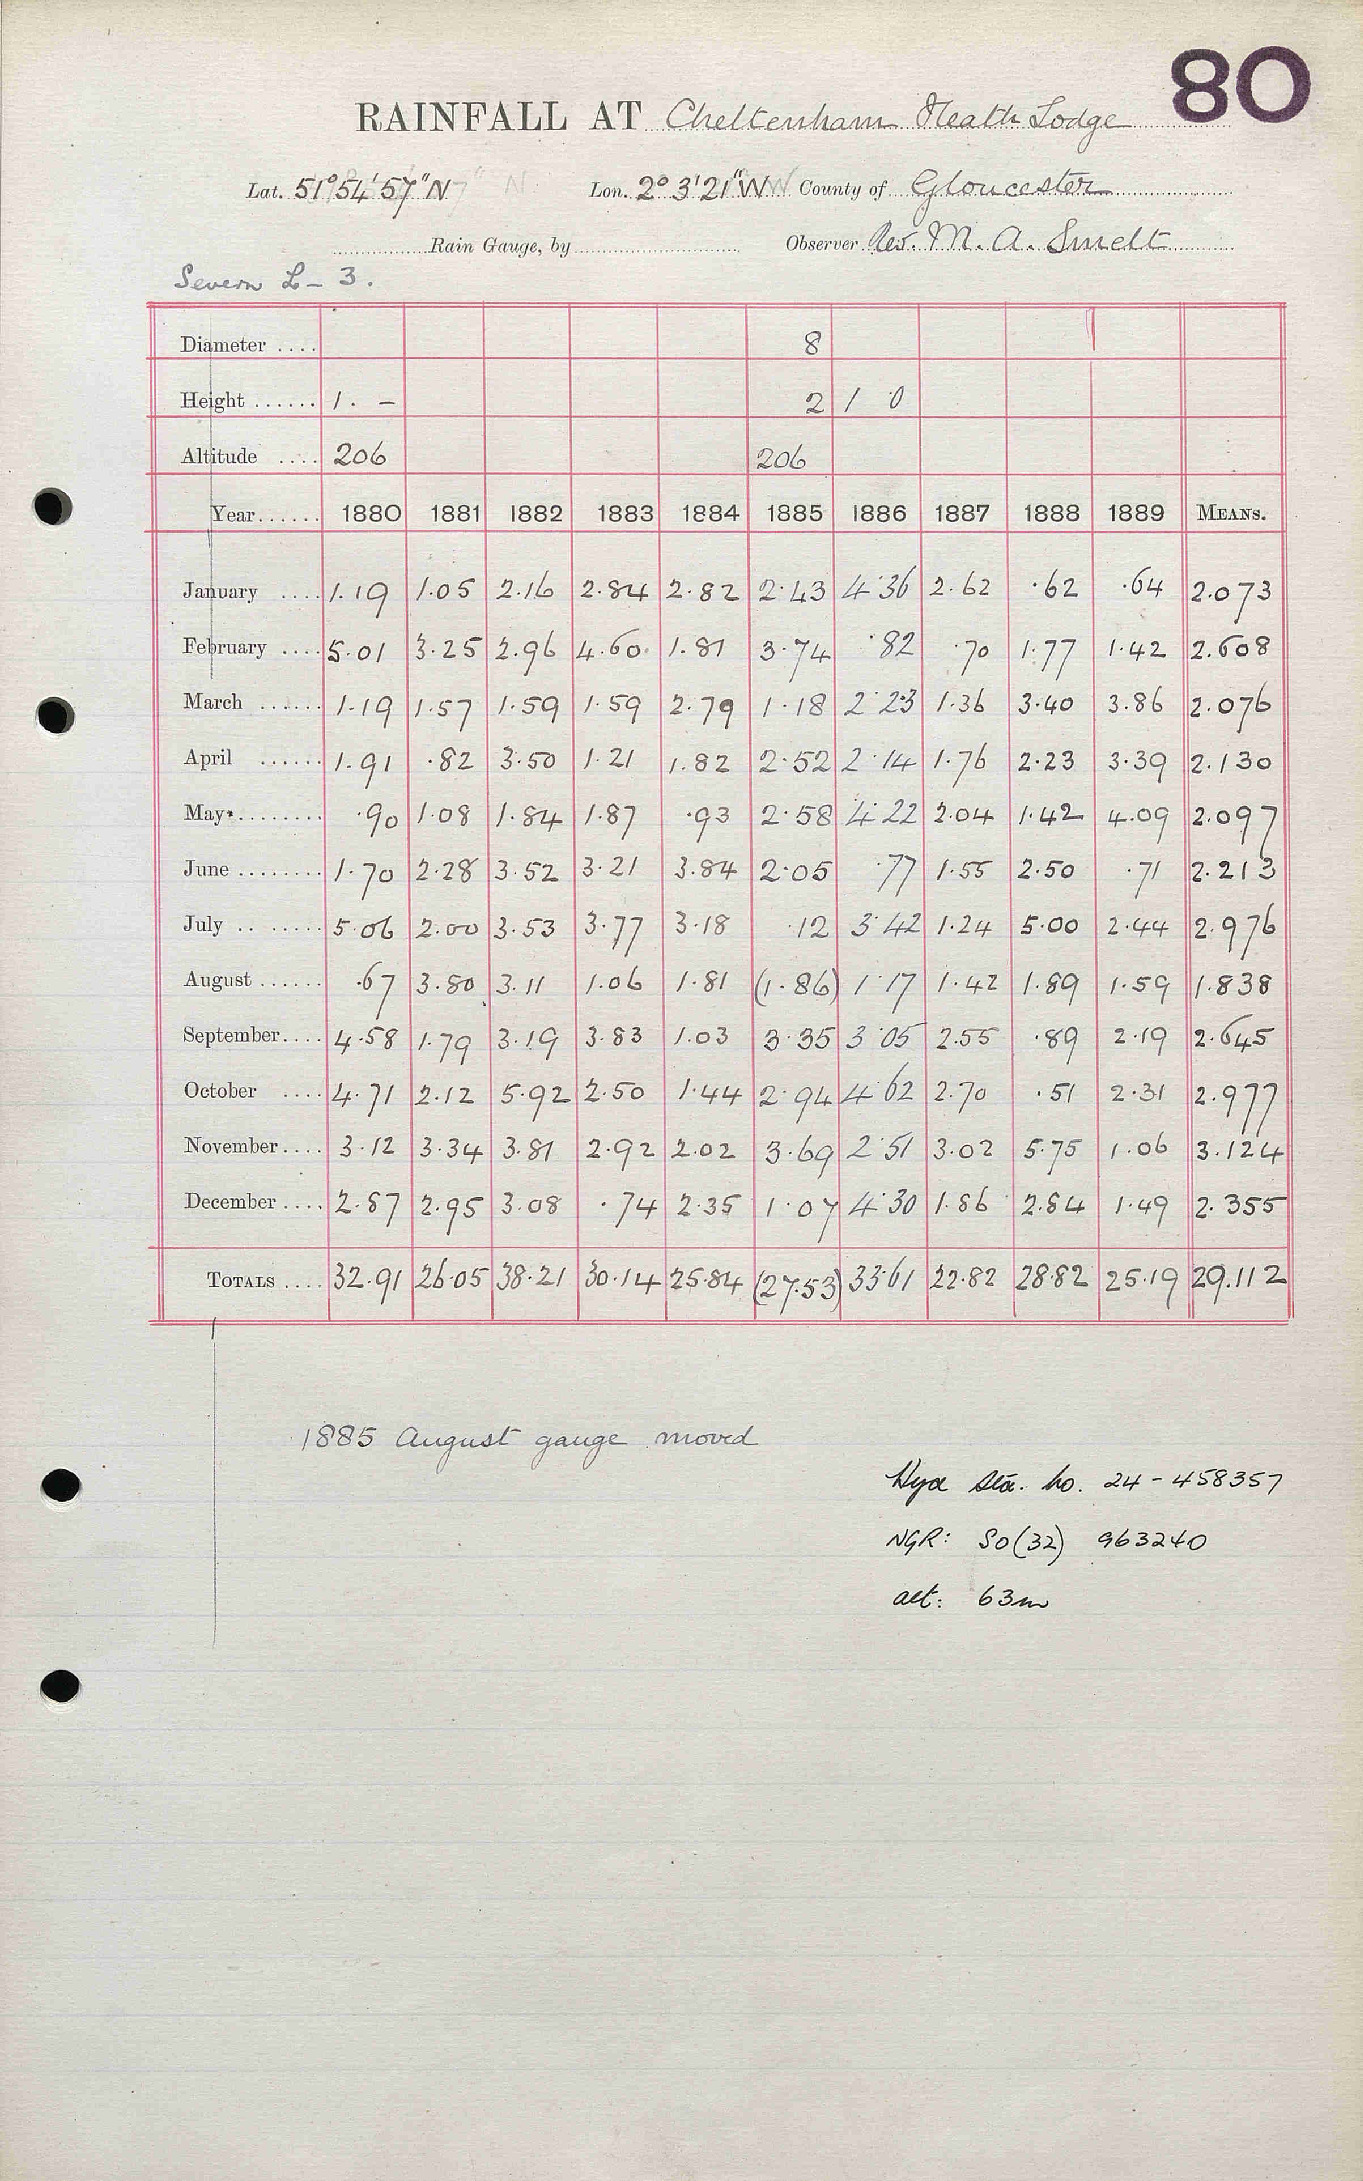 80
RAINFALL AT Cheltenham Heath Lodge
Lat. 51° 54' 57" N Lon. 2° 3' 21" W County of Gloucester
Rain Gauge, by Observer Rev. M. A. Smelt
Severn L - 3.
Diameter .... 8
Height ...... 1. - 2 1 0
Altitude .... 206 206
Year...... 1880 1881 1882 1883 1884 1885 1886 1887 1888 1889 MEANS.
January .... 1.19 1.05 2.16 2.84 2.82 2.43 4.36 2.62 .62 .64 2.073
February .... 5.01 3.25 2.96 4.60 1.81 3.74 .82 .70 1.77 1.42 2.608
March ...... 1.19 1.57 1.59 1.59 2.79 1.18 2.23 1.36 3.40 3.86 2.076
April ...... 1.91 .82 3.50 1.21 1.82 2.52 2.14 1.76 2.23 3.39 2.130
May ........ .90 1.08 1.84 1.87 .93 2.58 4.22 2.04 1.42 4.09 2.097
June ........ 1.70 2.28 3.52 3.21 3.84 2.05 .77 1.55 2.50 .71 2.213
July .. ..... 5.06 2.00 3.53 3.77 3.18 .12 3.42 1.24 5.00 2.44 2.976
August ...... .67 3.80 3.11 1.06 1.81 (1.86) 1.17 1.42 1.89 1.59 1.838
September.... 4.58 1.79 3.19 3.83 1.03 3.35 3.05 2.55 .89 2.19 2.645
October .... 4.71 2.12 5.92 2.50 1.44 2.94 4.62 2.70 .51 2.31 2.977
November.... 3.12 3.34 3.81 2.92 2.02 3.69 2.51 3.02 5.75 1.06 3.124
December .... 2.87 2.95 3.08 .74 2.35 1.07 4.30 1.86 2.84 1.49 2.355
TOTALS .... 32.91 26.05 38.21 30.14 25.84 (27.53) 33.61 22.82 28.82 25.19 29.112
1885 August gauge moved
Hyd Sta. no. 24-458357
NGR: SO(32) 963240
alt: 63m